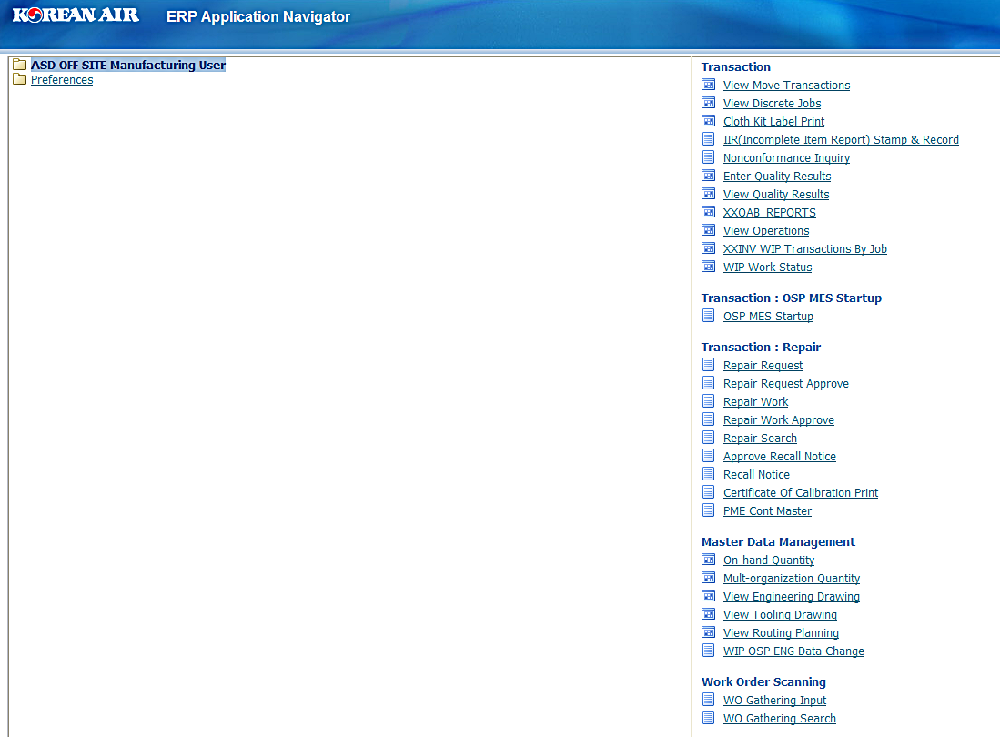 KOREAN AIR
ERP Application Navigator
ASD OFF SITE Manufacturing User
Preferences
Transaction
View Move Transactions
View Discrete Jobs
Cloth Kit Label Print
IIR(Incomplete Item Report) Stamp & Record
Nonconformance Inquiry
Enter Quality Results
View Quality Results
XXQAB_REPORTS
View Operations
XXINV WIP Transactions By Job
WIP Work Status
Transaction : OSP MES Startup
OSP MES Startup
Transaction : Repair
Repair Request
Repair Request Approve
Repair Work
Repair Work Approve
Repair Search
Approve Recall Notice
Recall Notice
Certificate Of Calibration Print
PME Cont Master
Master Data Management
On-hand Quantity
Mult-organization Quantity
View Engineering Drawing
View Tooling Drawing
View Routing Planning
WIP OSP ENG Data Change
Work Order Scanning
WO Gathering Input
WO Gathering Search